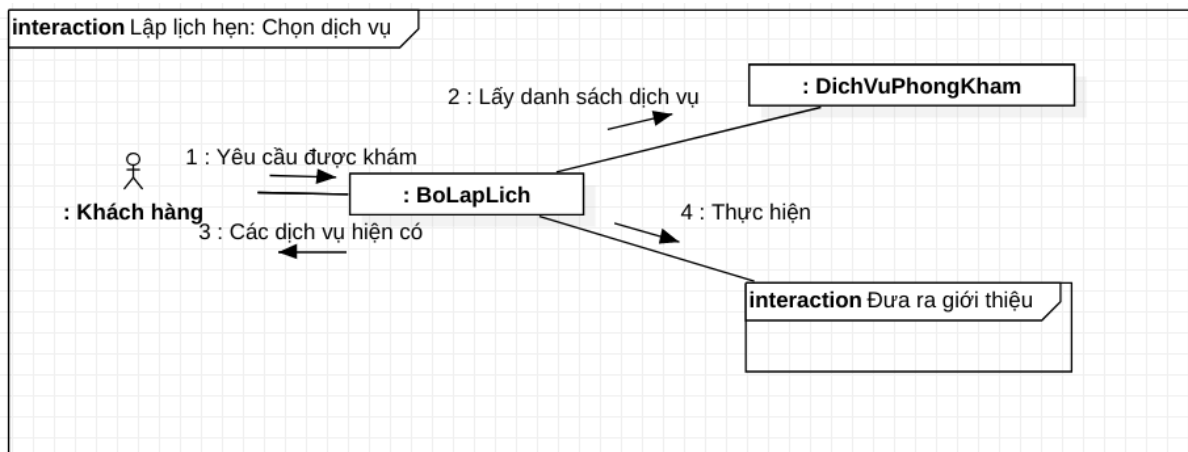 interaction Lập lịch hẹn: Chọn dịch vụ
: DichVuPhongKham
2 : Lấy danh sách dịch vụ
1 : Yêu cầu được khám
: BoLapLich
: Khách hàng
3 : Các dịch vụ hiện có
4 : Thực hiện
interaction Đưa ra giới thiệu